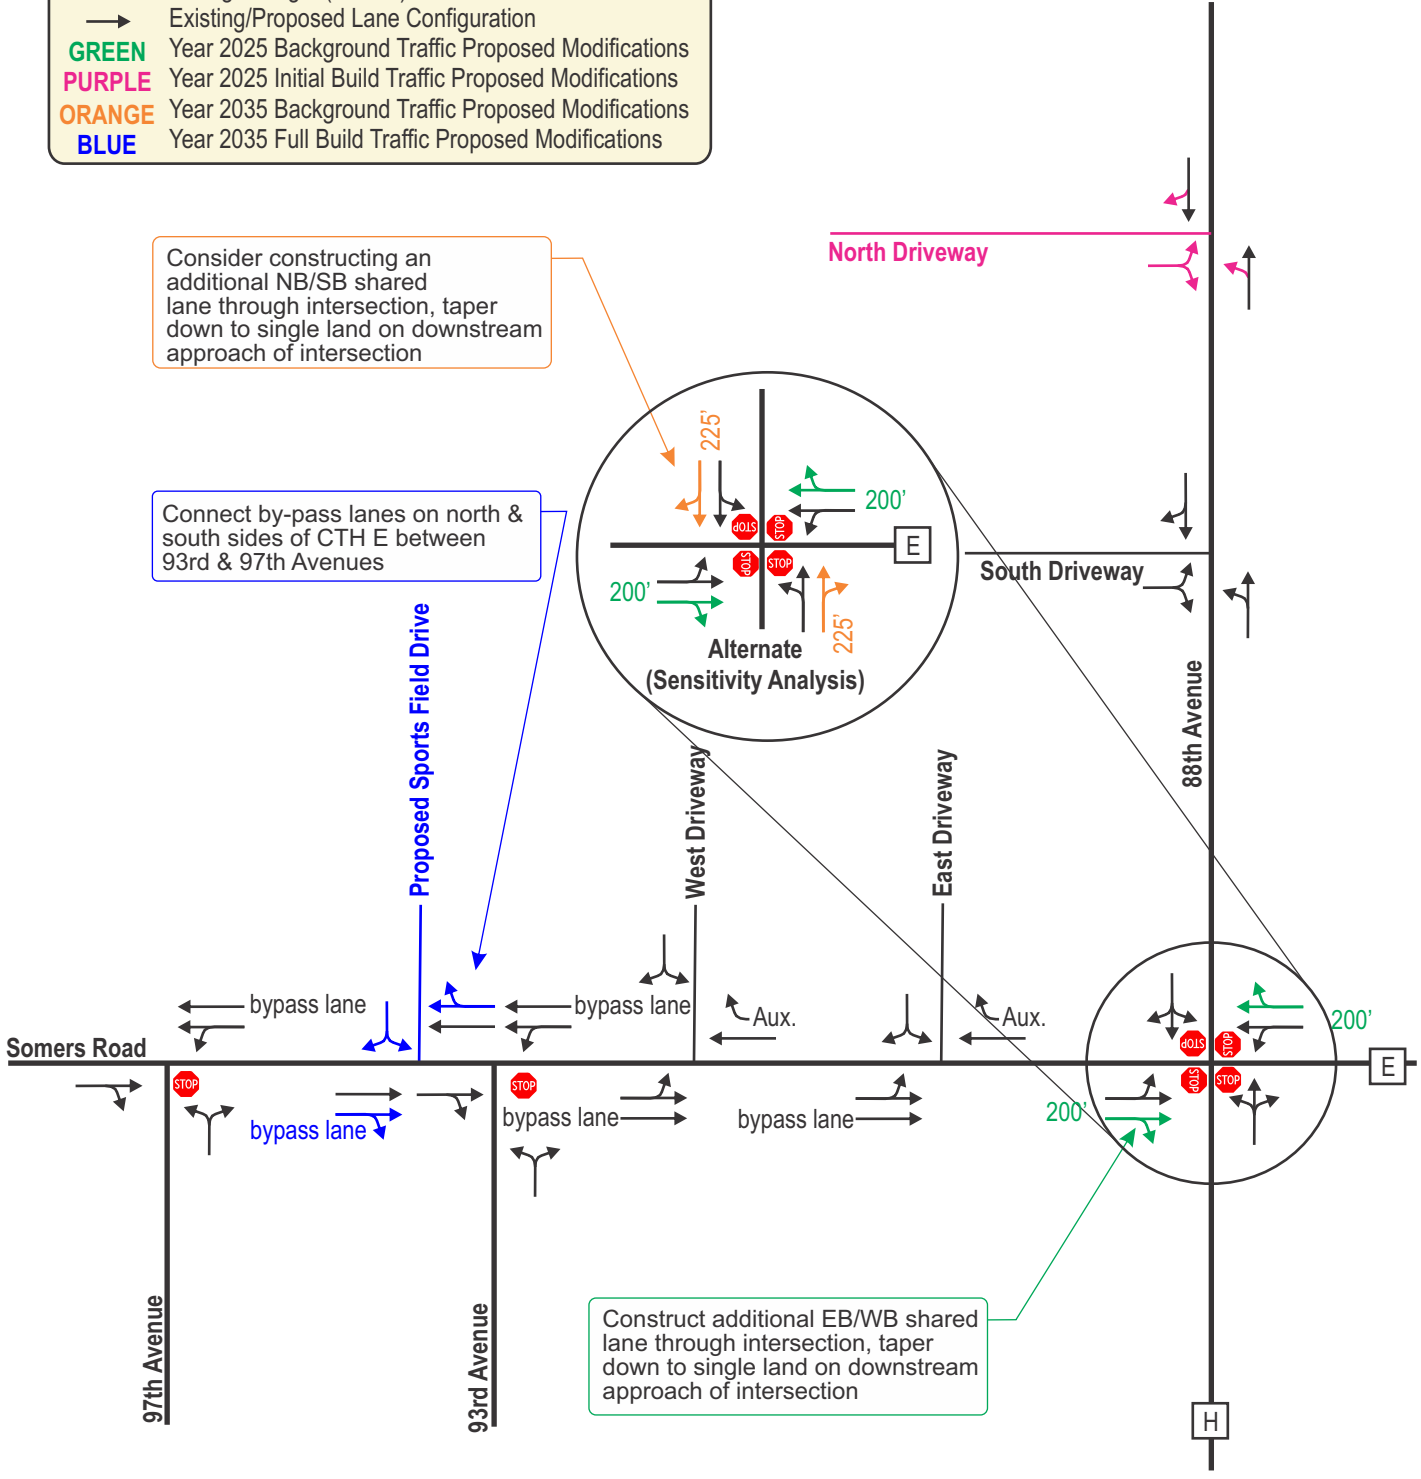 Existing/Proposed Lane Configuration
GREEN Year 2025 Background Traffic Proposed Modifications
PURPLE Year 2025 Initial Build Traffic Proposed Modifications
ORANGE Year 2035 Background Traffic Proposed Modifications
BLUE Year 2035 Full Build Traffic Proposed Modifications
North Driveway
Consider constructing an
additional NB/SB shared
lane through intersection, taper
down to single land on downstream
approach of intersection
225'
200'
STOP STOP
E
STOP STOP
200'
225'
Alternate
(Sensitivity Analysis)
Connect by-pass lanes on north &
south sides of CTH E between
93rd & 97th Avenues
South Driveway
88th Avenue
Proposed Sports Field Drive
West Driveway
East Driveway
bypass lane
bypass lane
Aux.
Aux.
200'
Somers Road
STOP STOP
E
STOP
STOP
STOP STOP
200'
bypass lane
bypass lane
bypass lane
97th Avenue
93rd Avenue
Construct additional EB/WB shared
lane through intersection, taper
down to single land on downstream
approach of intersection
H